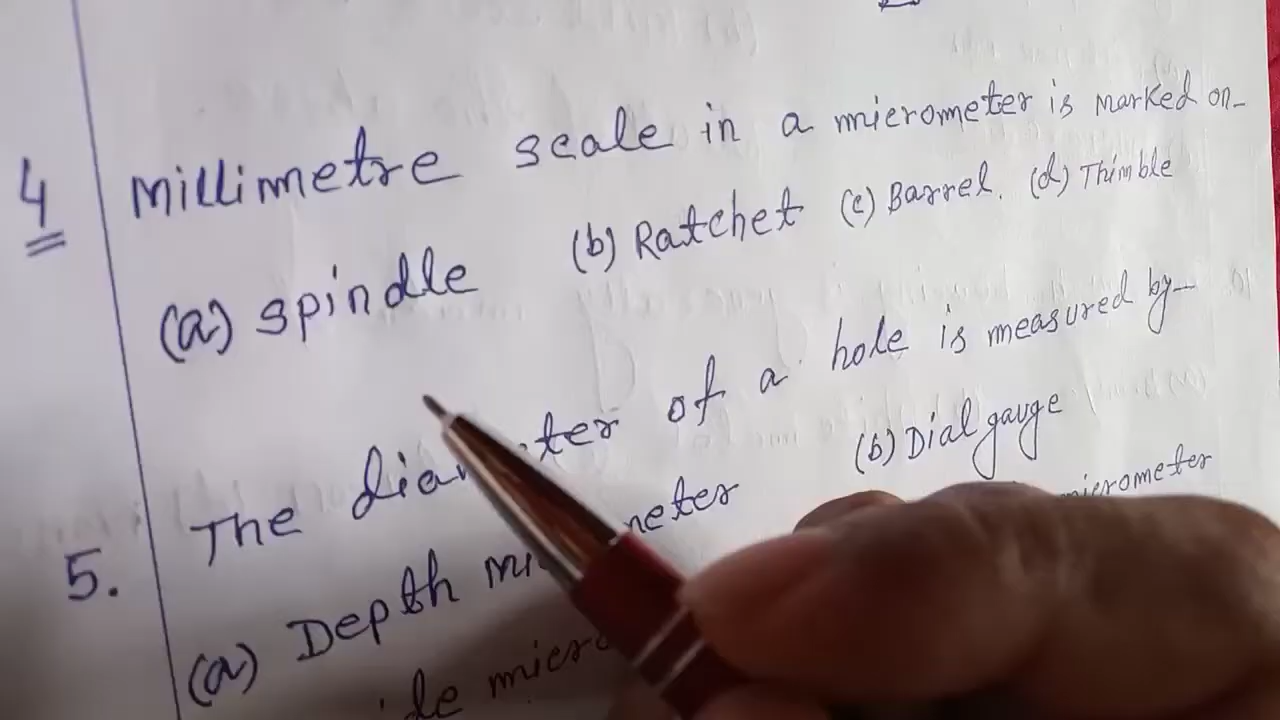 4 Millimetre scale in a micrometer is marked on-
(a) Spindle (b) Ratchet (c) Barrel. (d) Thimble
5. The of a hole is measured by-
(a) Depth (b) Dial gauge
micrometer